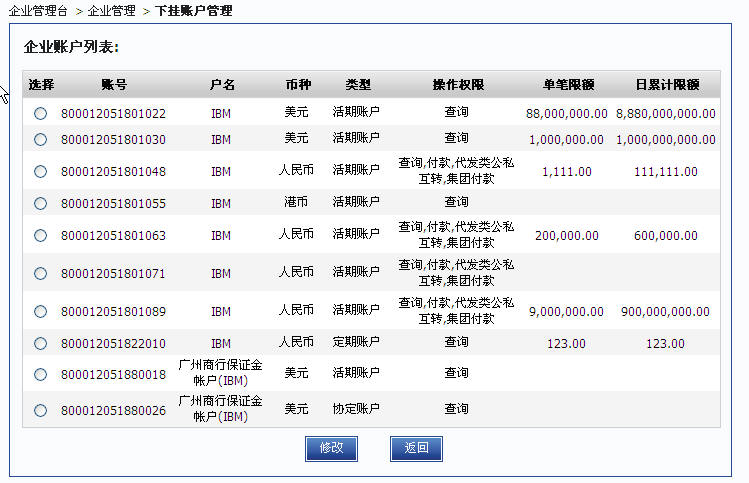 企业管理台 > 企业管理 > 下挂账户管理
企业账户列表：
选择 账号 户名 币种 类型 操作权限 单笔限额 日累计限额
800012051801022 IBM 美元 活期账户 查询 88,000,000.00 8,880,000,000.00
800012051801030 IBM 美元 活期账户 查询 1,000,000.00 1,000,000,000.00
800012051801048 IBM 人民币 活期账户 查询,付款,代发类公私 1,111.00 111,111.00
互转,集团付款
800012051801055 IBM 港币 活期账户 查询
800012051801063 IBM 人民币 活期账户 查询,付款,代发类公私 200,000.00 600,000.00
互转,集团付款
800012051801071 IBM 人民币 活期账户 查询,付款,代发类公私
互转,集团付款
800012051801089 IBM 人民币 活期账户 查询,付款,代发类公私 9,000,000.00 900,000,000.00
互转,集团付款
800012051822010 IBM 人民币 定期账户 查询 123.00 123.00
800012051880018 广州商行保证金 美元 活期账户 查询
帐户(IBM)
800012051880026 广州商行保证金 美元 协定账户 查询
帐户(IBM)
修改 返回